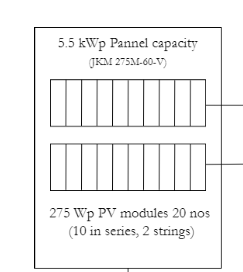 5.5 kWp Pannel capacity
(JKM 275M-60-V)
275 Wp PV modules 20 nos
(10 in series, 2 strings)